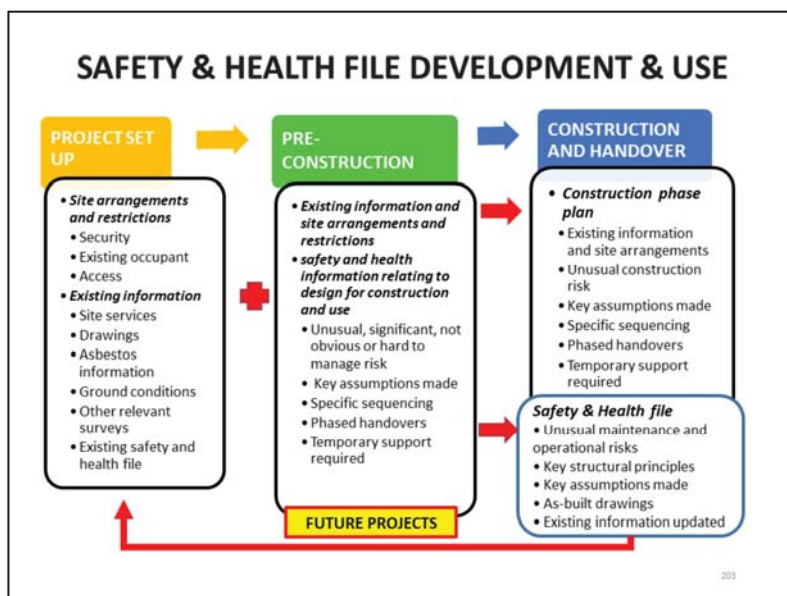 SAFETY & HEALTH FILE DEVELOPMENT & USE
PROJECT SET
UP
• Site arrangements
and restrictions
• Security
• Existing occupant
• Access
• Existing information
• Site services
• Drawings
• Asbestos
information
• Ground conditions
• Other relevant
surveys
• Existing safety and
health file
PRE-
CONSTRUCTION
• Existing information and
site arrangements and
restrictions
• safety and health
information relating to
design for construction
and use
• Unusual, significant, not
obvious or hard to
manage risk
• Key assumptions made
• Specific sequencing
• Phased handovers
• Temporary support
required
CONSTRUCTION
AND HANDOVER
• Construction phase
plan
• Existing information
and site arrangements
• Unusual construction
risk
• Key assumptions made
• Specific sequencing
• Phased handovers
• Temporary support
required
Safety & Health file
• Unusual maintenance and
operational risks
• Key structural principles
• Key assumptions made
• As-built drawings
• Existing information updated
FUTURE PROJECTS
203